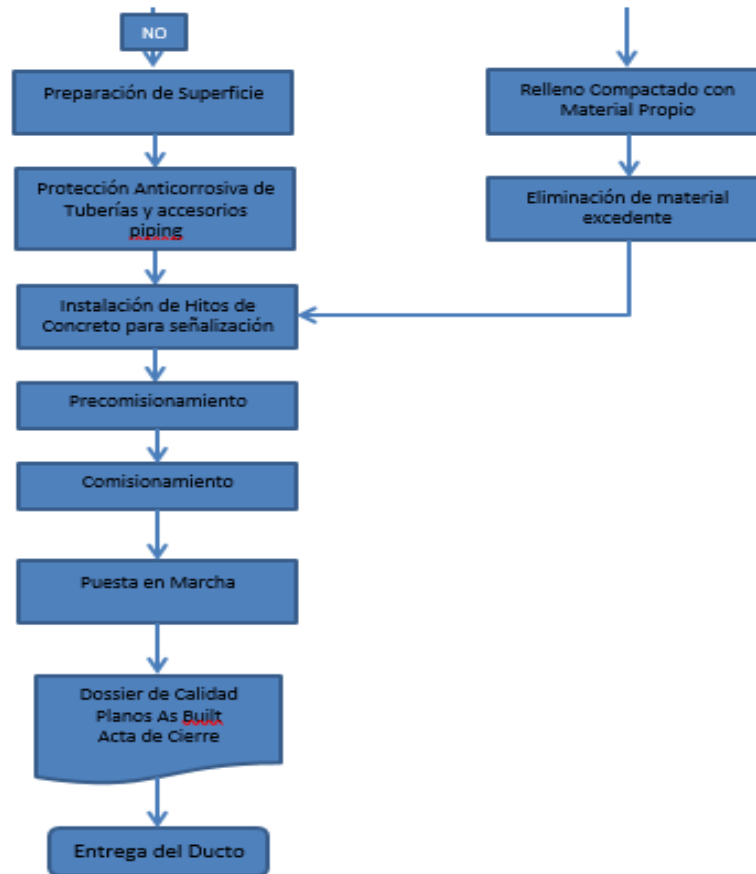 NO
Preparación de Superficie
Protección Anticorrosiva de
Tuberías y accesorios
piping
Instalación de Hitos de
Concreto para señalización
Precomisionamiento
Comisionamiento
Puesta en Marcha
Dossier de Calidad
Planos As Built
Acta de Cierre
Entrega del Ducto
Relleno Compactado con
Material Propio
Eliminación de material
excedente